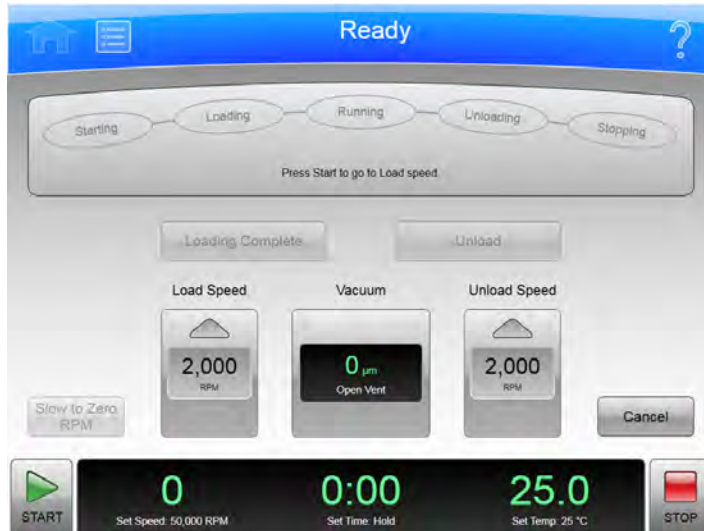 Ready
?
Starting
Loading
Running
Unloading
Stopping
Press Start to go to Load speed.
Loading Complete
Unload
Load Speed
Vacuum
Unload Speed
2,000
RPM
0 µm
Open Vent
2,000
RPM
Slow to Zero
RPM
Cancel
START
0
Set Speed: 50,000 RPM
0:00
Set Time: Hold
25.0
Set Temp: 25 °C
STOP